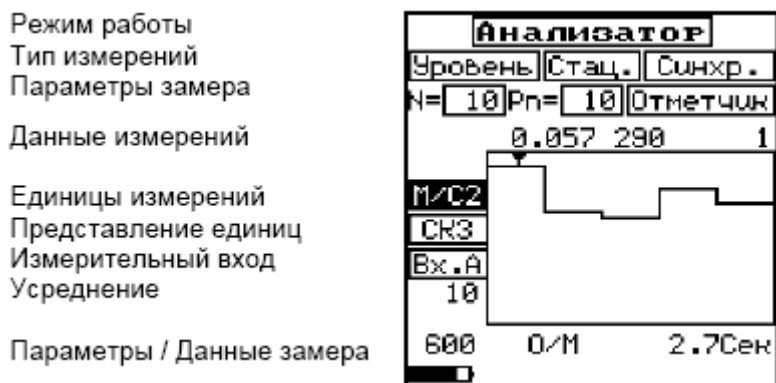 Режим работы
Тип измерений
Параметры замера
Данные измерений
Единицы измерений
Представление единиц
Измерительный вход
Усреднение
Параметры / Данные замера
Анализатор
Уровень Стац. Синхр.
N= 10 Pn= 10 Отметчик
0.057 290 1
М/С2
СКЗ
Вх.А
10
600 О/М 2.7Сек